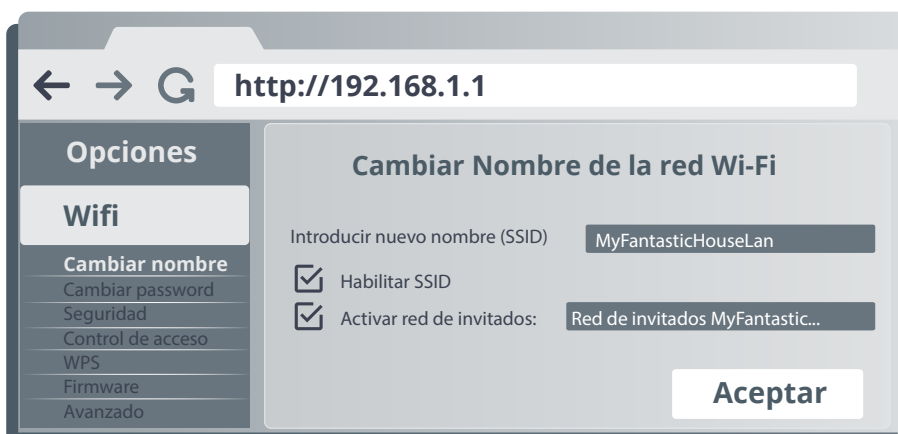 http://192.168.1.1
Opciones
Wifi
Cambiar nombre
Cambiar password
Seguridad
Control de acceso
WPS
Firmware
Avanzado
Cambiar Nombre de la red Wi-Fi
Introducir nuevo nombre (SSID) MyFantasticHouseLan
Habilitar SSID
Activar red de invitados: Red de invitados MyFantastic...
Aceptar